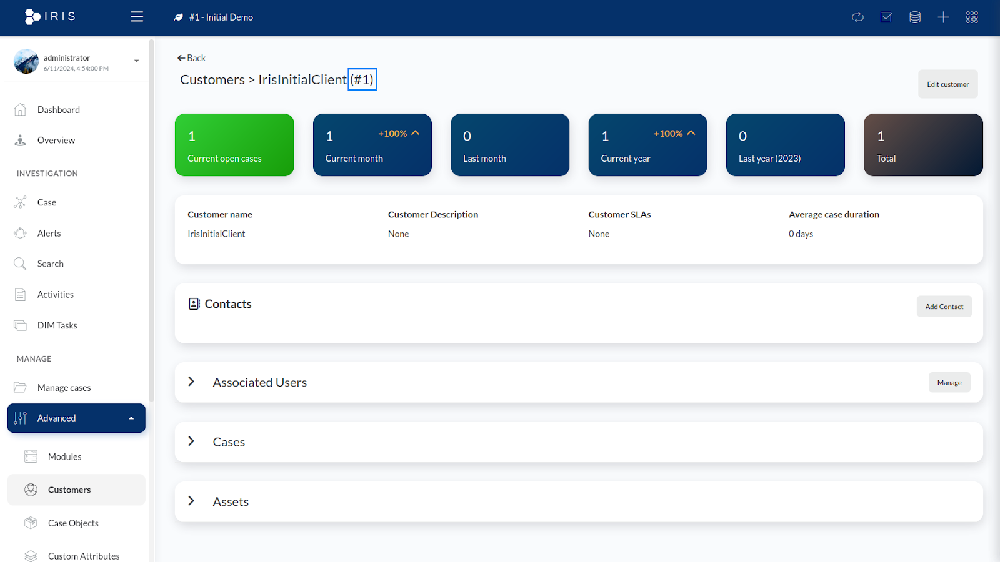 IRIS
#1 - Initial Demo
administrator
6/11/2024, 4:54:00 PM
Dashboard
Overview
INVESTIGATION
Case
Alerts
Search
Activities
DIM Tasks
MANAGE
Manage cases
Advanced
Modules
Customers
Case Objects
Custom Attributes
Back
Customers > IrisInitialClient (#1)
Edit customer
1
Current open cases
1 +100%
Current month
0
Last month
1 +100%
Current year
0
Last year (2023)
1
Total
Customer name
IrisInitialClient
Customer Description
None
Customer SLAs
None
Average case duration
0 days
Contacts
Add Contact
Associated Users
Manage
Cases
Assets